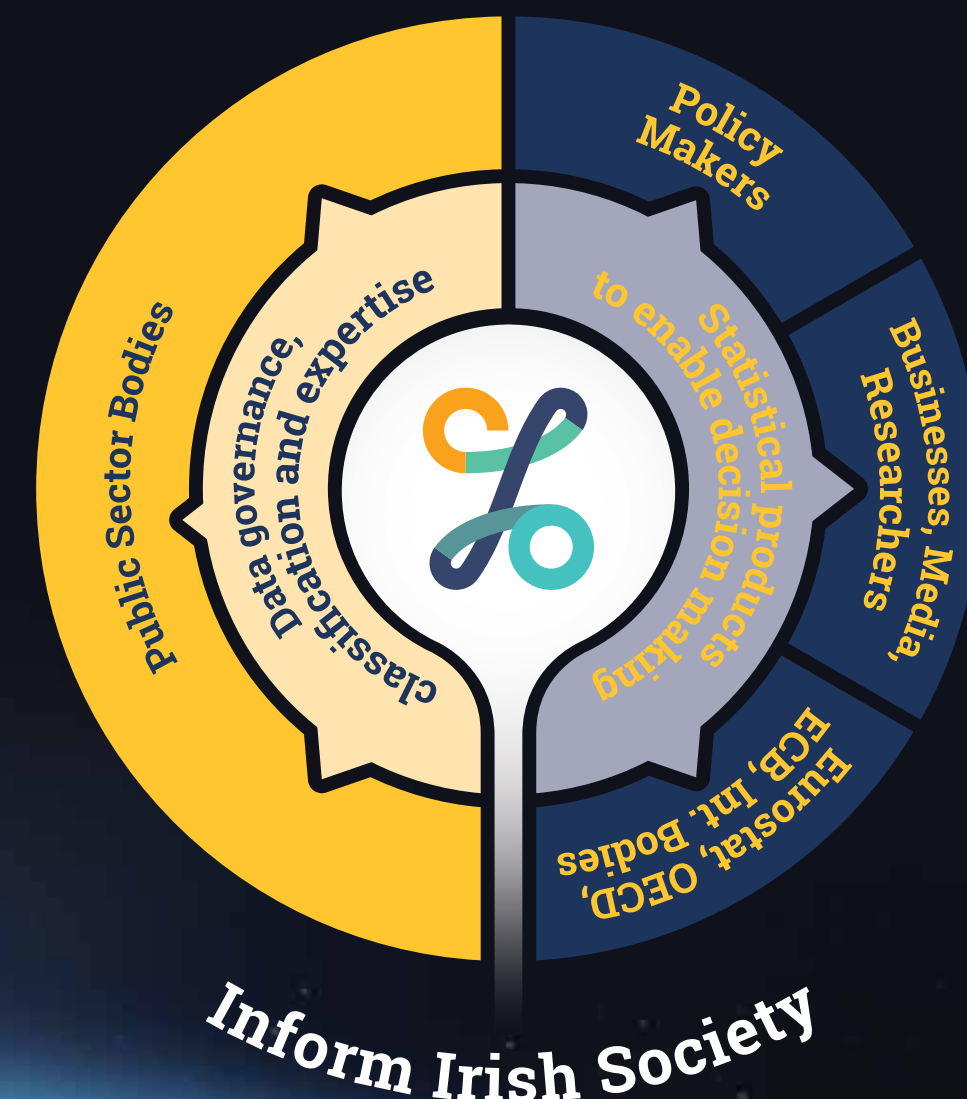 Public Sector Bodies
Data governance,
classification and expertise
Policy
Makers
Statistical products
to enable decision making
Businesses, Media,
Researchers
Eurostat, OECD,
ECB, Int. Bodies
Inform Irish Society